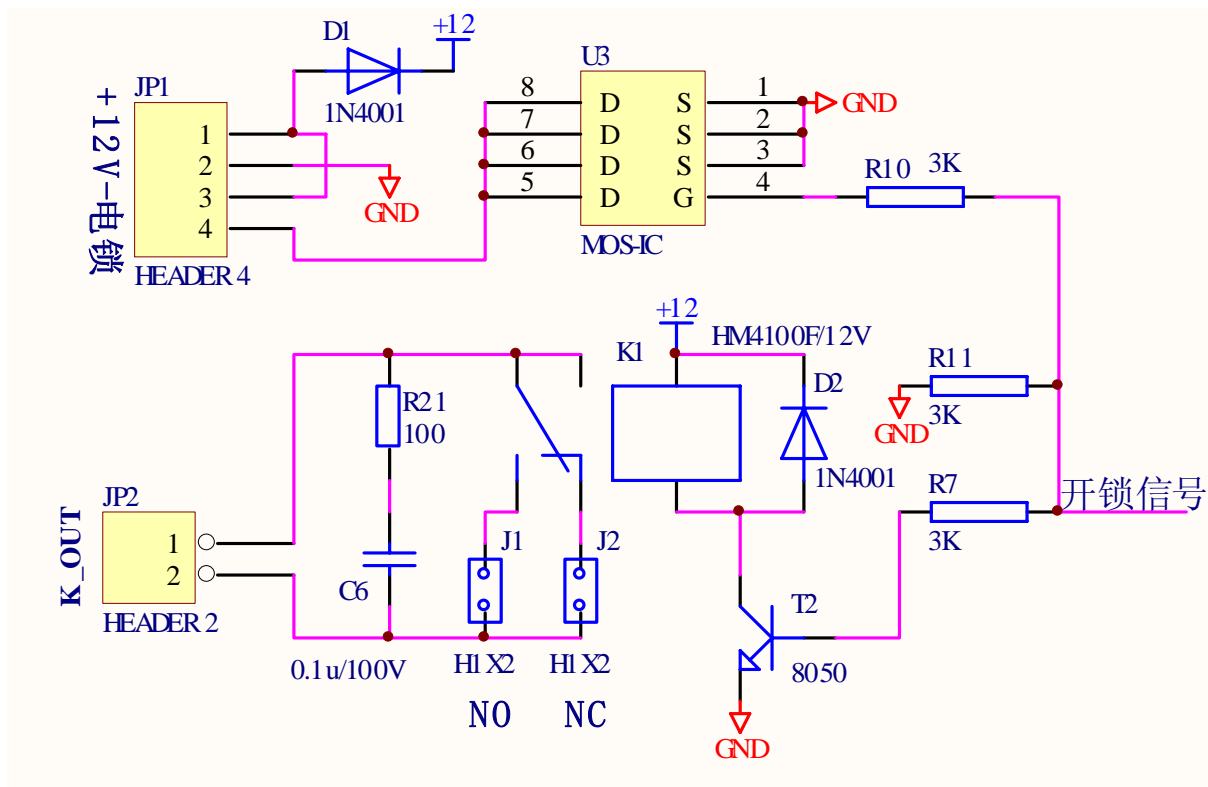 D1
+12
1N4001
JP1
1
2
3
4
HEADER 4
+12V-电锁
GND
U3
8 D S 1
7 D S 2
6 D S 3
5 D G 4
MOS-IC
GND
R10 3K
+12
HM4100F/12V
K1
D2
1N4001
R11
3K
GND
R7
3K
开锁信号
R21
100
JP2
1
2
HEADER 2
K_OUT
C6
0.1u/100V
J1
J2
H1X2
H1X2
NO
NC
T2
8050
GND